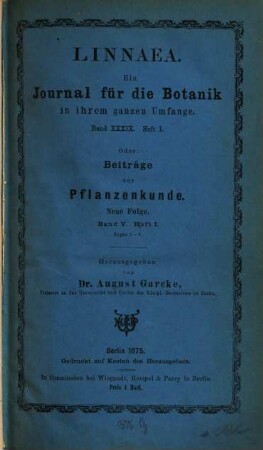 LINNAEA.
Ein
Journal für die Botanik
in ihrem ganzen Umfange.
Band XXXIX. Heft 1.
Oder:
Beiträge
zur
Pflanzenkunde.
Neue Folge.
Band V. Heft 1.
Herausgegeben
von
Dr. August Garcke,
Berlin 1875.
Gedruckt auf Kosten des Herausgebers.
In Commission bei Wiegandt, Hempel & Parey in Berlin.
Preis 4 Mark.